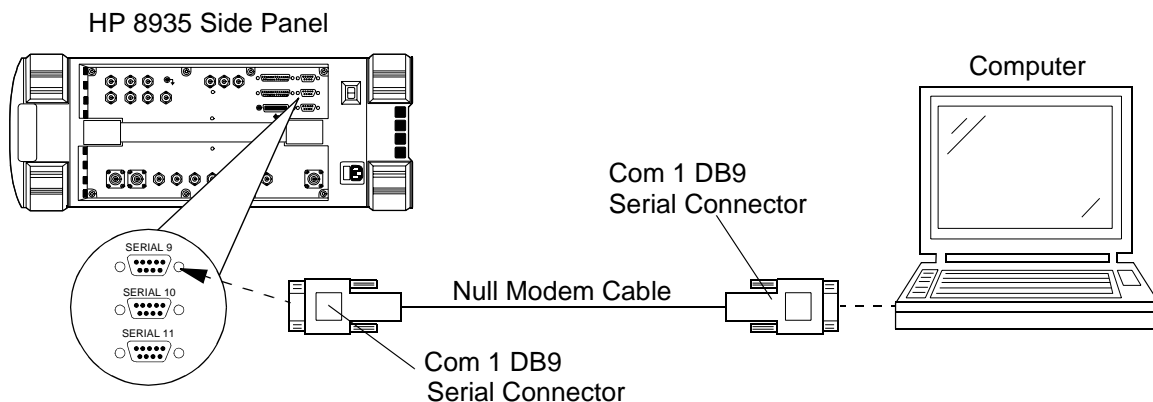 HP 8935 Side Panel
Computer
Com 1 DB9
Serial Connector
SERIAL 9
SERIAL 10
SERIAL 11
Null Modem Cable
Com 1 DB9
Serial Connector